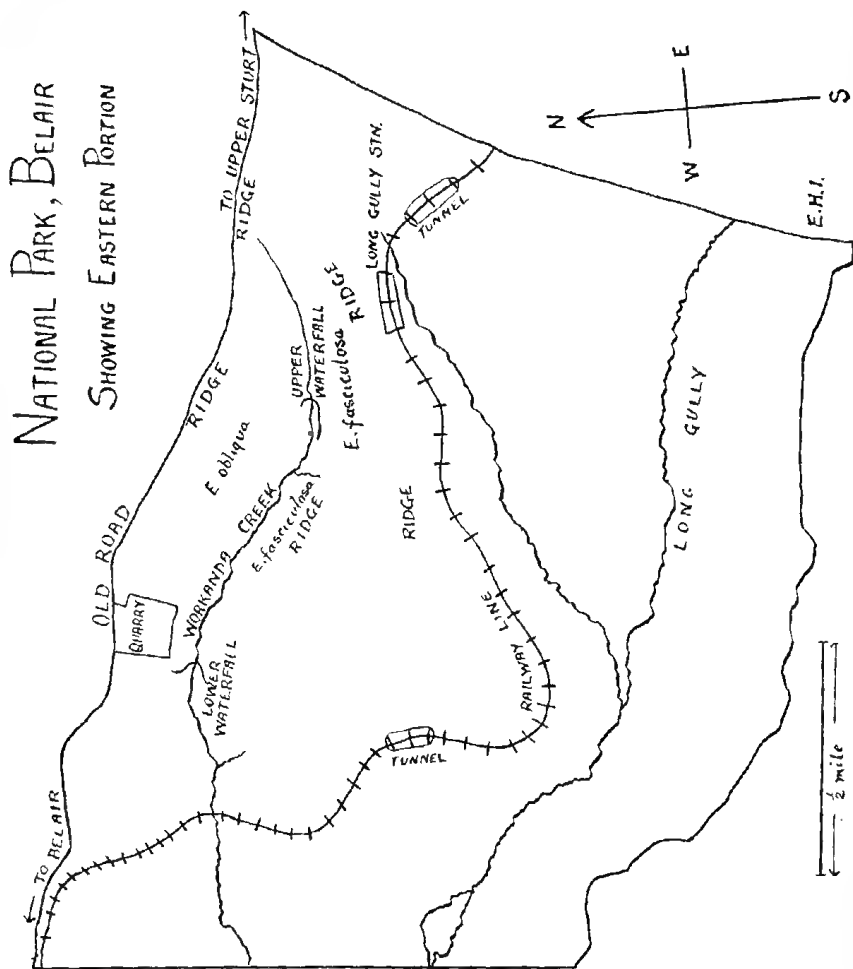 NATIONAL PARK, BELAIR
SHOWING EASTERN PORTION
TO UPPER STURT
RIDGE
OLD ROAD
RIDGE
QUARRY
TO BELAIR
E obliqua
WORKANDA CREEK
UPPER
WATERFALL
E. fasciculosa
RIDGE
E. fasciculosa
RIDGE
LOWER
WATERFALL
LONG GULLY STN.
TUNNEL
RIDGE
RAILWAY LINE
TUNNEL
LONG GULLY
N
W E
S
E.H.I.
½ mile